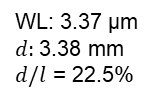 WL: 3.37 µm
d: 3.38 mm
d/l = 22.5%